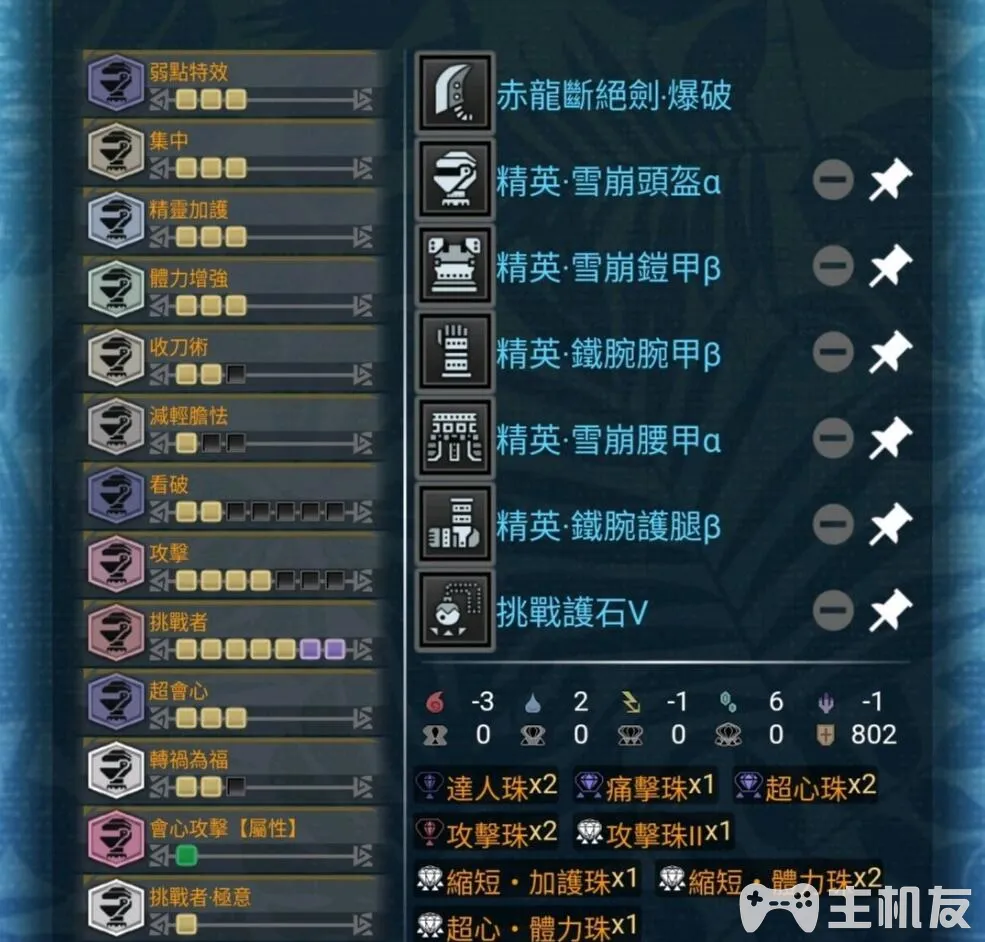 弱點特效
集中
精靈加護
體力增強
收刀術
減輕膽怯
看破
攻擊
挑戰者
超會心
轉禍為福
會心攻擊【屬性】
挑戰者·極意
赤龍斷絕劍·爆破
精英·雪崩頭盔α
精英·雪崩鎧甲β
精英·鐵腕腕甲β
精英·雪崩腰甲α
精英·鐵腕護腿β
挑戰護石V
-3 2 -1 6 -1
0 0 0 0 802
達人珠x2 痛擊珠x1 超心珠x2
攻擊珠x2 攻擊珠IIx1
縮短・加護珠x1 縮短・體力珠x2
超心・體力珠x1
主机友